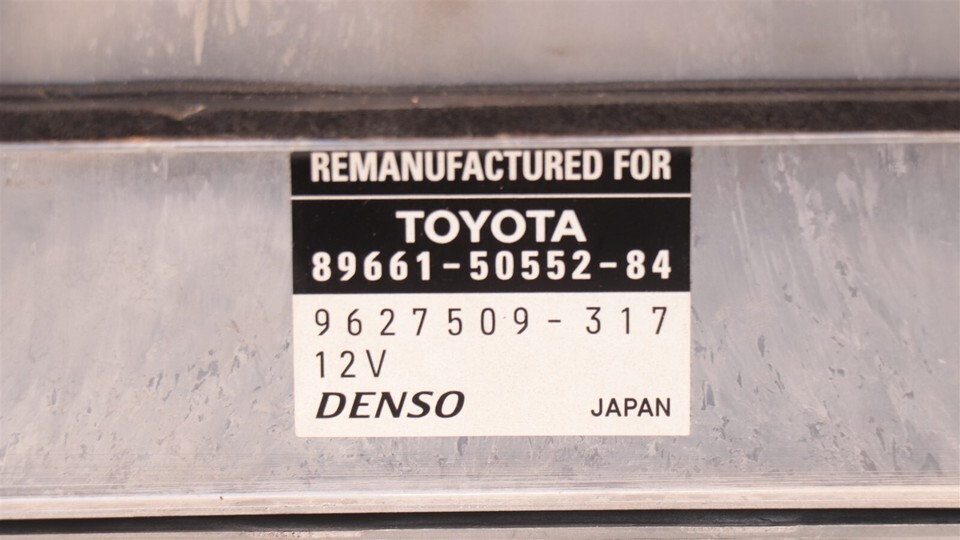 REMANUFACTURED FOR
TOYOTA
89661-50552-84
9627509-317
12V
DENSO JAPAN